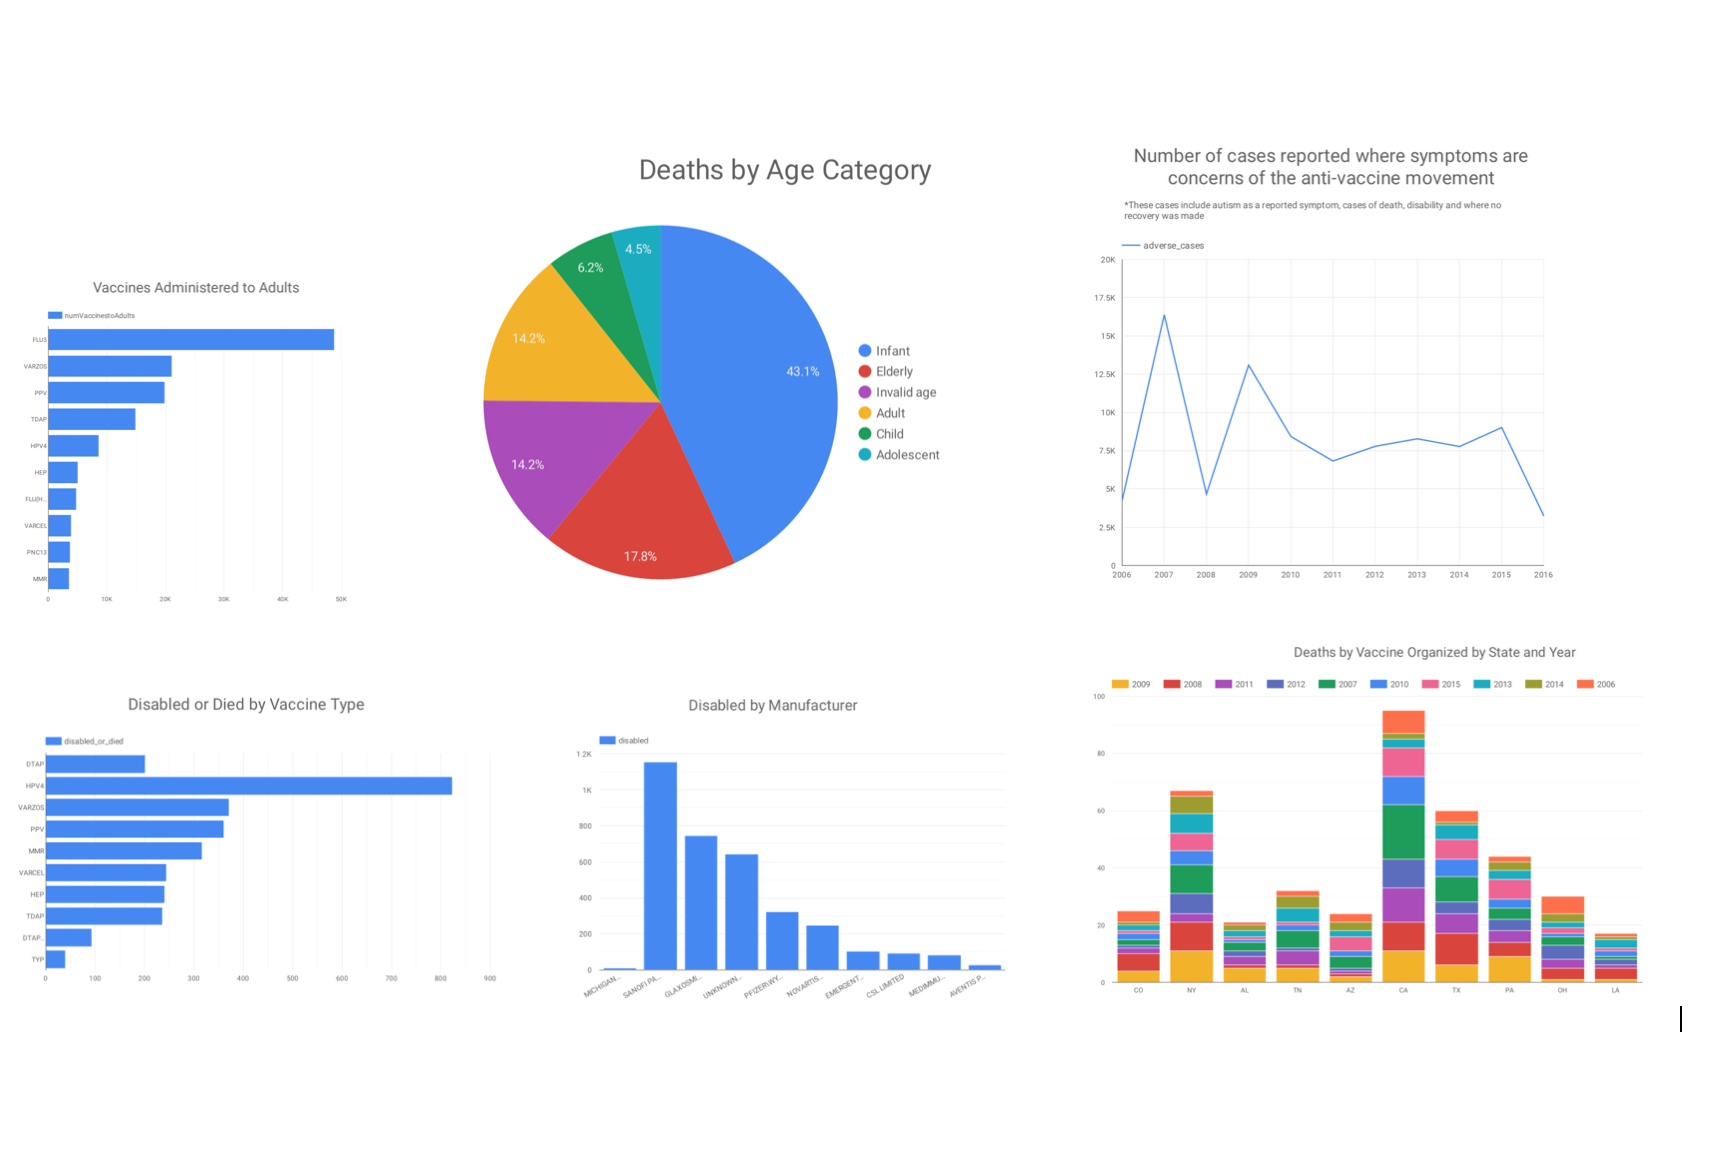 Deaths by Age Category
4.5%
6.2%
14.2%
43.1%
14.2%
17.8%
Infant
Elderly
Invalid age
Adult
Child
Adolescent
Number of cases reported where symptoms are
concerns of the anti-vaccine movement
*These cases include autism as a reported symptom, cases of death, disability and where no
recovery was made
adverse_cases
20K
17.5K
15K
12.5K
10K
7.5K
5K
2.5K
0
2006 2007 2008 2009 2010 2011 2012 2013 2014 2015 2016
Vaccines Administered to Adults
numVaccinestoAdults
FLU3
VARZOS
PPV
TDAP
HPV4
HEP
FLU(H...
VARCEL
PNC13
MMR
0 10K 20K 30K 40K 50K
Disabled or Died by Vaccine Type
disabled_or_died
DTAP
HPV4
VARZOS
PPV
MMR
VARCEL
HEP
TDAP
DTAP...
TYP
0 100 200 300 400 500 600 700 800 900
Disabled by Manufacturer
disabled
1.2K
1K
800
600
400
200
0
MICHIGAN... SANOFI PA... GLAXOSMI... UNKNOWN... PFIZER\WY... NOVARTIS... EMERGENT... CSL LIMITED MEDIMMU... AVENTIS P...
Deaths by Vaccine Organized by State and Year
2009 2008 2011 2012 2007 2010 2015 2013 2014 2006
100
80
60
40
20
0
CO NY AL TN AZ CA TX PA OH LA